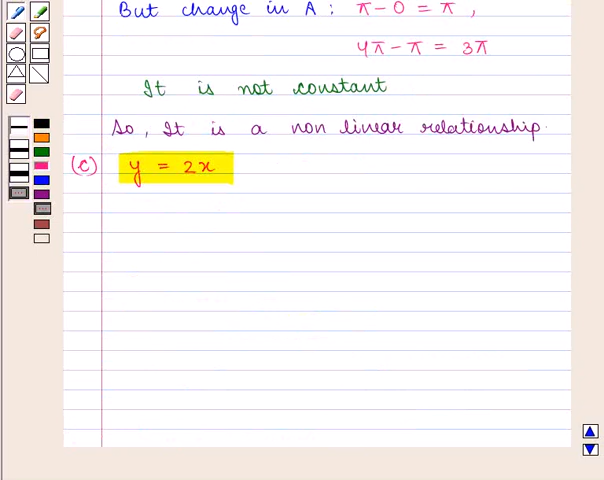 But change in A : π - 0 = π ,
4π - π = 3π
It is not constant
So, It is a non linear relationship.
(C) y = 2x